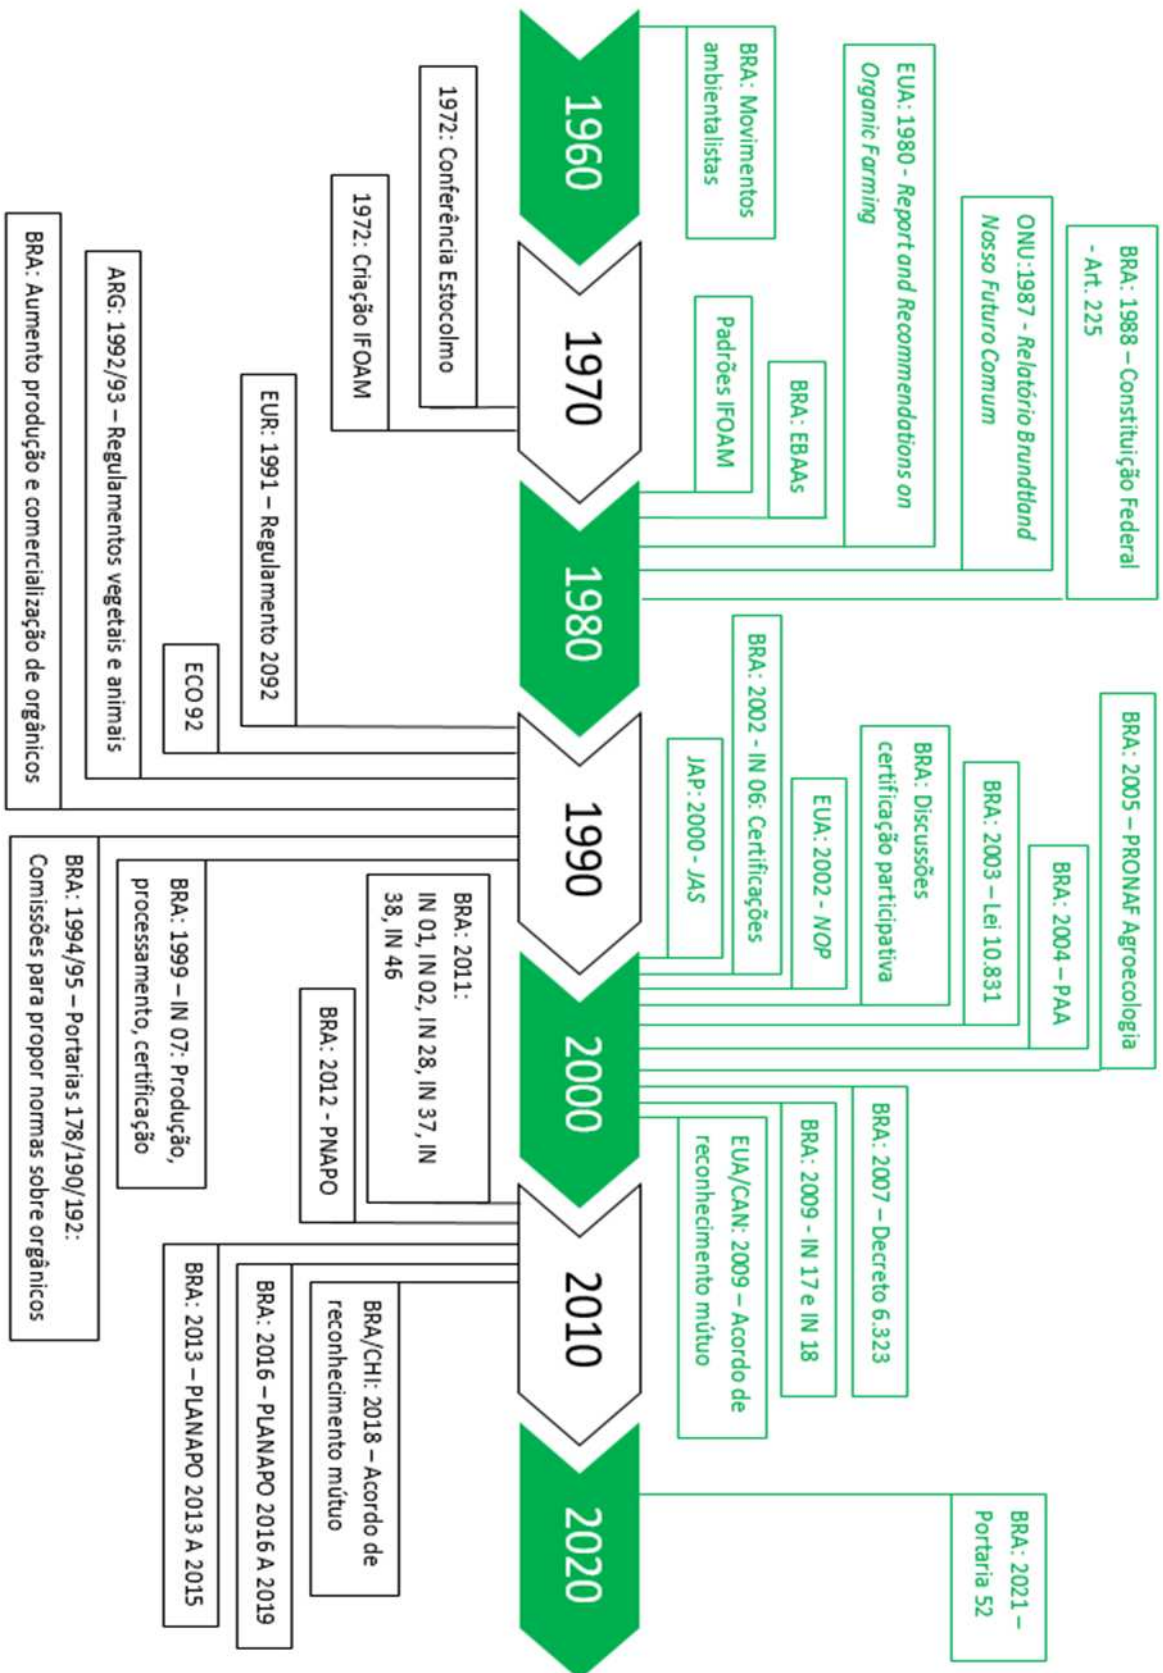 1960
1970
1980
1990
2000
2010
2020
BRA: Movimentos
ambientalistas
Padrões IFOAM
BRA: EBAAs
EUA: 1980 - Report and Recommendations on
Organic Farming
ONU:1987 - Relatório Brundtland
Nosso Futuro Comum
BRA: 1988 – Constituição Federal
- Art. 225
JAP: 2000 - JAS
BRA: 2002 - IN 06: Certificações
EUA: 2002 - NOP
BRA: Discussões
certificação participativa
BRA: 2003 – Lei 10.831
BRA: 2004 – PAA
BRA: 2005 – PRONAF Agroecologia
BRA: 2007 – Decreto 6.323
BRA: 2009 - IN 17 e IN 18
EUA/CAN: 2009 – Acordo de
reconhecimento mútuo
BRA: 2021 –
Portaria 52
1972: Conferência Estocolmo
1972: Criação IFOAM
EUR: 1991 – Regulamento 2092
ECO 92
ARG: 1992/93 – Regulamentos vegetais e animais
BRA: Aumento produção e comercialização de orgânicos
BRA: 1994/95 – Portarias 178/190/192:
Comissões para propor normas sobre orgânicos
BRA: 1999 – IN 07: Produção,
processamento, certificação
BRA: 2011:
IN 01, IN 02, IN 28, IN 37, IN
38, IN 46
BRA: 2012 - PNAPO
BRA: 2013 – PLANAPO 2013 A 2015
BRA: 2016 – PLANAPO 2016 A 2019
BRA/CHI: 2018 – Acordo de
reconhecimento mútuo